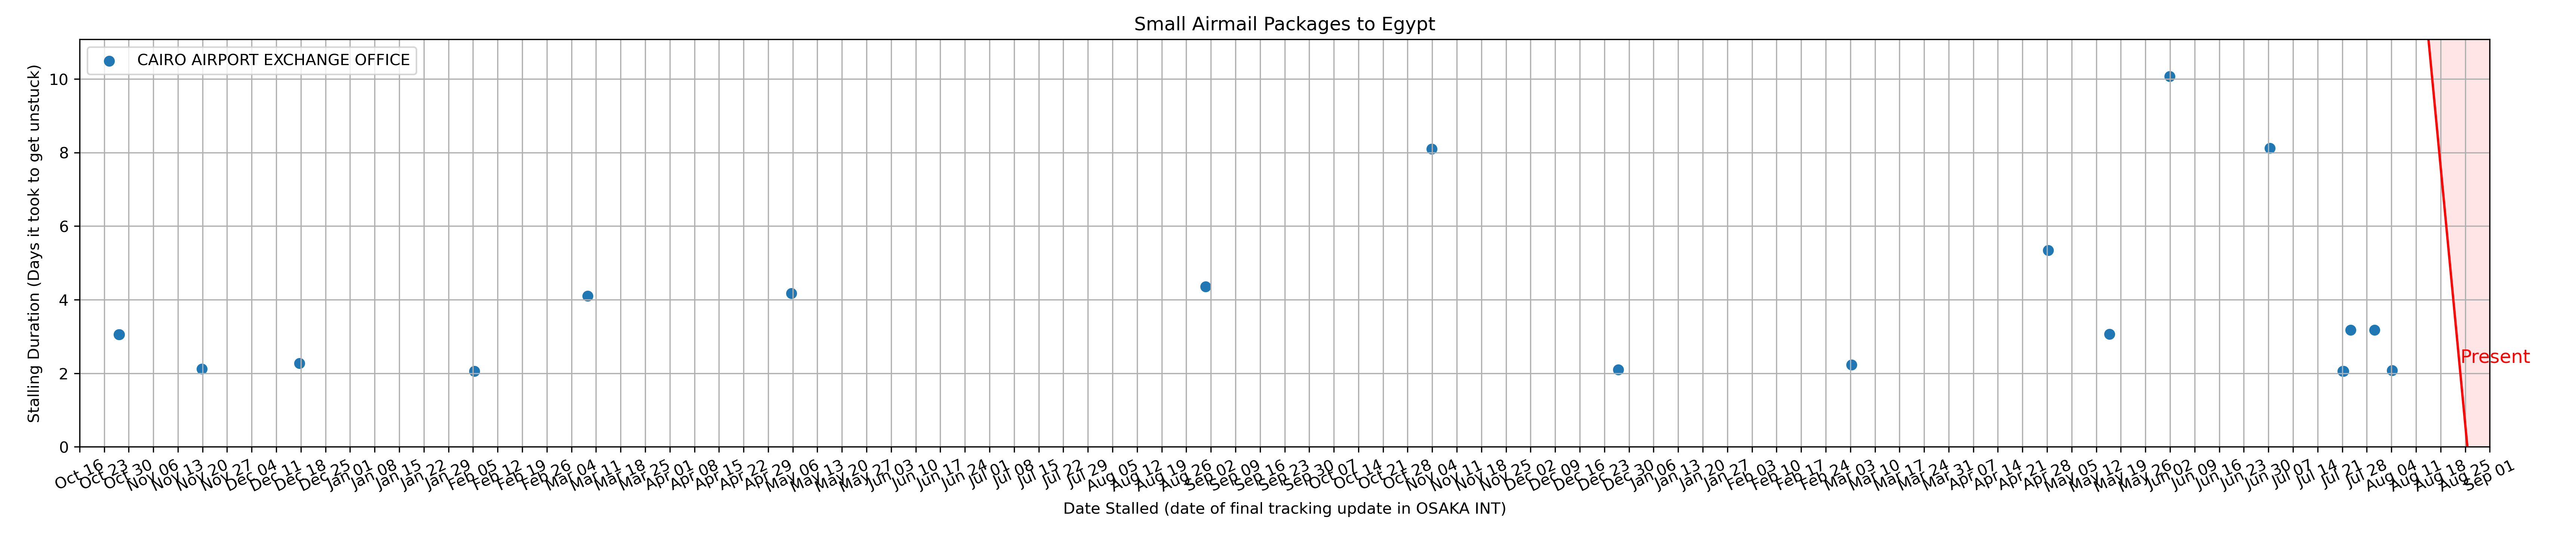 Small Airmail Packages to Egypt
CAIRO AIRPORT EXCHANGE OFFICE
Stalling Duration (Days it took to get unstuck)
10
8
6
4
2
0
Present
Oct 16
Oct 23
Oct 30
Nov 06
Nov 13
Nov 20
Nov 27
Dec 04
Dec 11
Dec 18
Dec 25
Jan 01
Jan 08
Jan 15
Jan 22
Jan 29
Feb 05
Feb 12
Feb 19
Feb 26
Mar 04
Mar 11
Mar 18
Mar 25
Apr 01
Apr 08
Apr 15
Apr 22
Apr 29
May 06
May 13
May 20
May 27
Jun 03
Jun 10
Jun 17
Jun 24
Jul 01
Jul 08
Jul 15
Jul 22
Jul 29
Aug 05
Aug 12
Aug 19
Aug 26
Sep 02
Sep 09
Sep 16
Sep 23
Sep 30
Oct 07
Oct 14
Oct 21
Oct 28
Nov 04
Nov 11
Nov 18
Nov 25
Dec 02
Dec 09
Dec 16
Dec 23
Dec 30
Jan 06
Jan 13
Jan 20
Jan 27
Feb 03
Feb 10
Feb 17
Feb 24
Mar 03
Mar 10
Mar 17
Mar 24
Mar 31
Apr 07
Apr 14
Apr 21
Apr 28
May 05
May 12
May 19
May 26
Jun 02
Jun 09
Jun 16
Jun 23
Jun 30
Jul 07
Jul 14
Jul 21
Jul 28
Aug 04
Aug 11
Aug 18
Aug 25
Sep 01
Date Stalled (date of final tracking update in OSAKA INT)